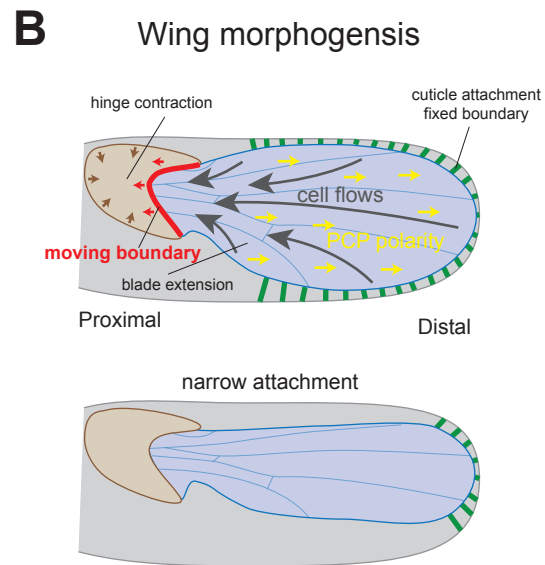 B
Wing morphogenesis
hinge contraction
cuticle attachment
fixed boundary
cell flows
PCP polarity
moving boundary
blade extension
Proximal
Distal
narrow attachment